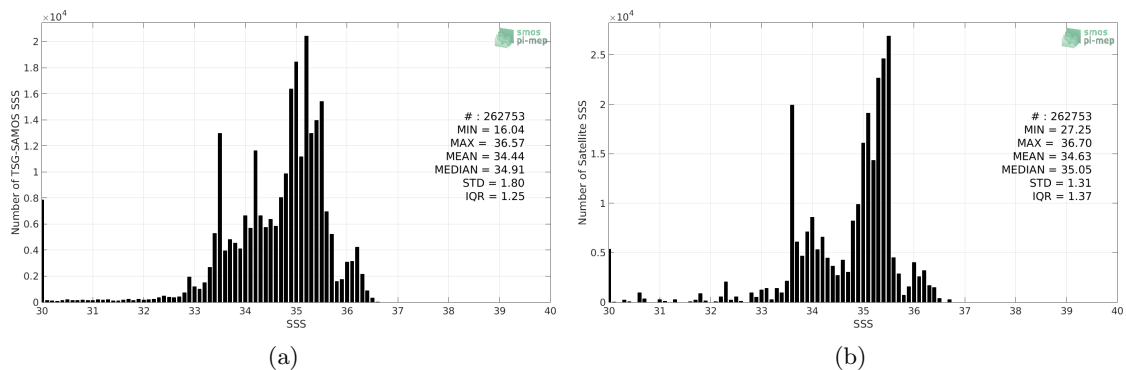 ×10⁴
Number of TSG-SAMOS SSS
2
1.8
1.6
1.4
1.2
1
0.8
0.6
0.4
0.2
0
30 31 32 33 34 35 36 37 38 39 40
SSS
smos
pi-mep
# : 262753
MIN = 16.04
MAX = 36.57
MEAN = 34.44
MEDIAN = 34.91
STD = 1.80
IQR = 1.25
(a)
×10⁴
Number of Satellite SSS
2.5
2
1.5
1
0.5
0
30 31 32 33 34 35 36 37 38 39 40
SSS
smos
pi-mep
# : 262753
MIN = 27.25
MAX = 36.70
MEAN = 34.63
MEDIAN = 35.05
STD = 1.31
IQR = 1.37
(b)